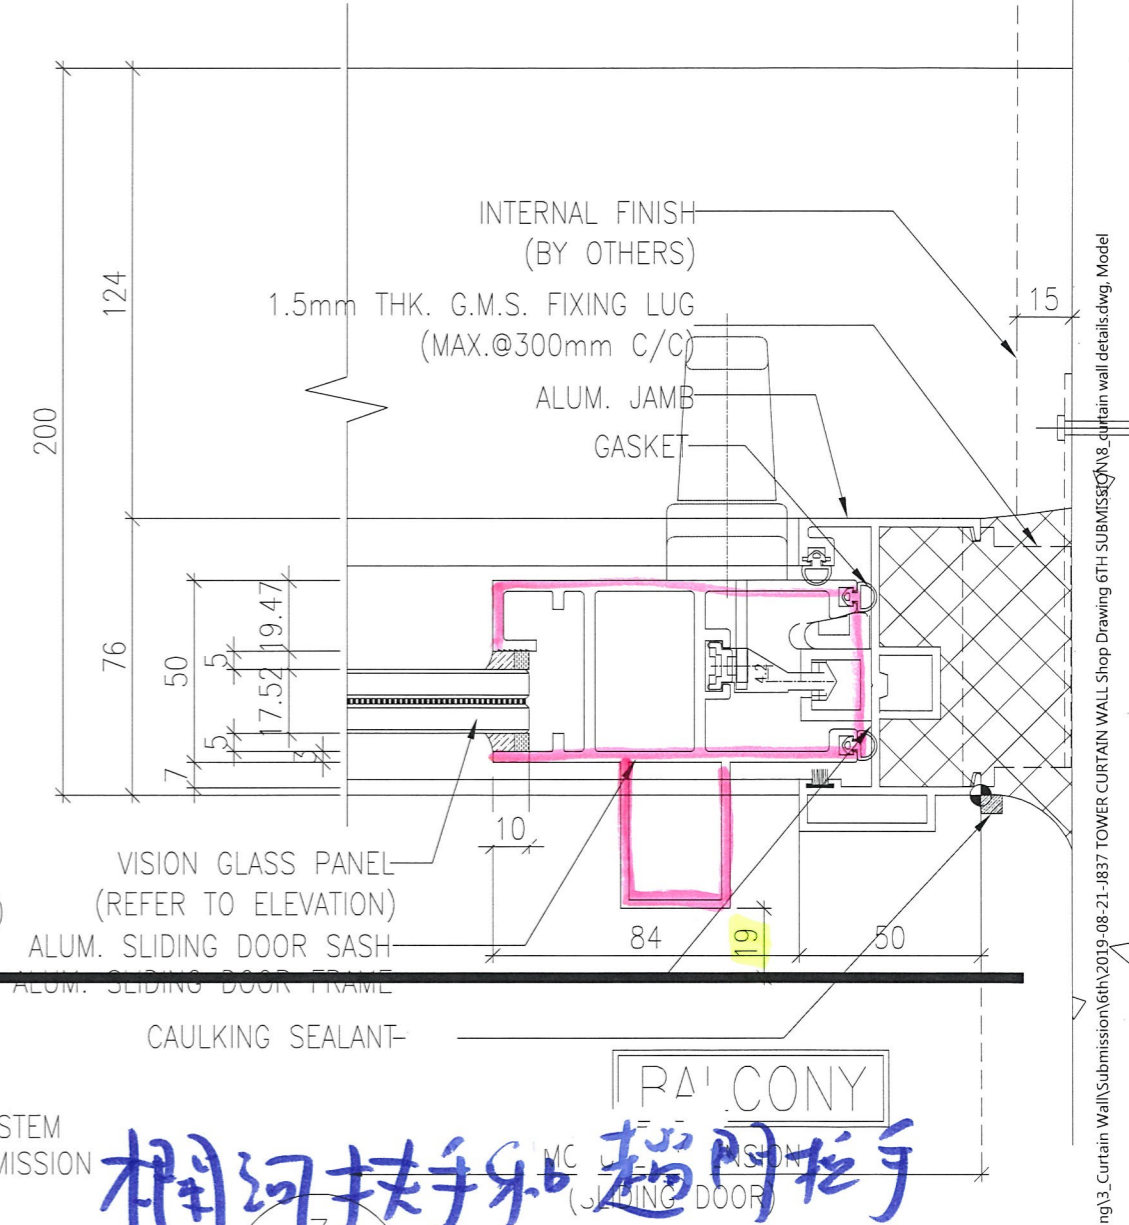 INTERNAL FINISH
(BY OTHERS)
1.5mm THK. G.M.S. FIXING LUG
(MAX.@300mm C/C)
ALUM. JAMB
GASKET
15
124
200
76
50
19.47
5
17.52
5
3
7
4.2
10
VISION GLASS PANEL
(REFER TO ELEVATION)
84
19
50
ALUM. SLIDING DOOR SASH
ALUM. SLIDING DOOR FRAME
CAULKING SEALANT
BALCONY
STEM
MISSION
欄河扶手和趟門拉手
(SLIDING DOOR)
7
ng\3_Curtain Wall\Submission\6th\2019-08-21-J837 TOWER CURTAIN WALL Shop Drawing 6TH SUBMISSION\8_curtain wall details.dwg, Model